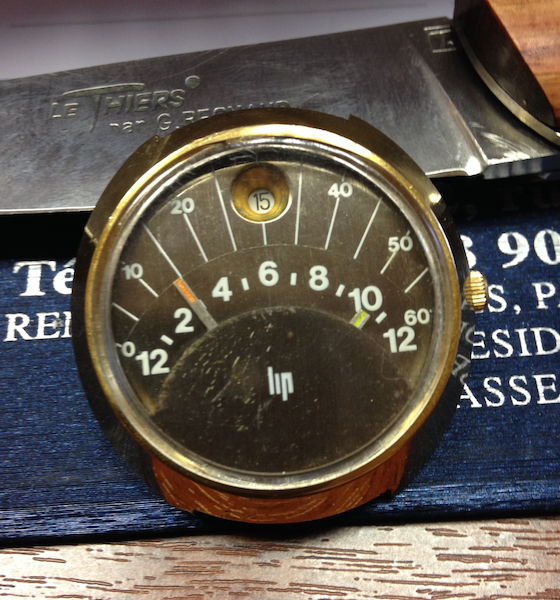 LE THIERS®
par G.
15
0 10 20 40 50 60
12 2 4 6 8 10 12
lip
Té
3 90
S, P
ESID
ASSE